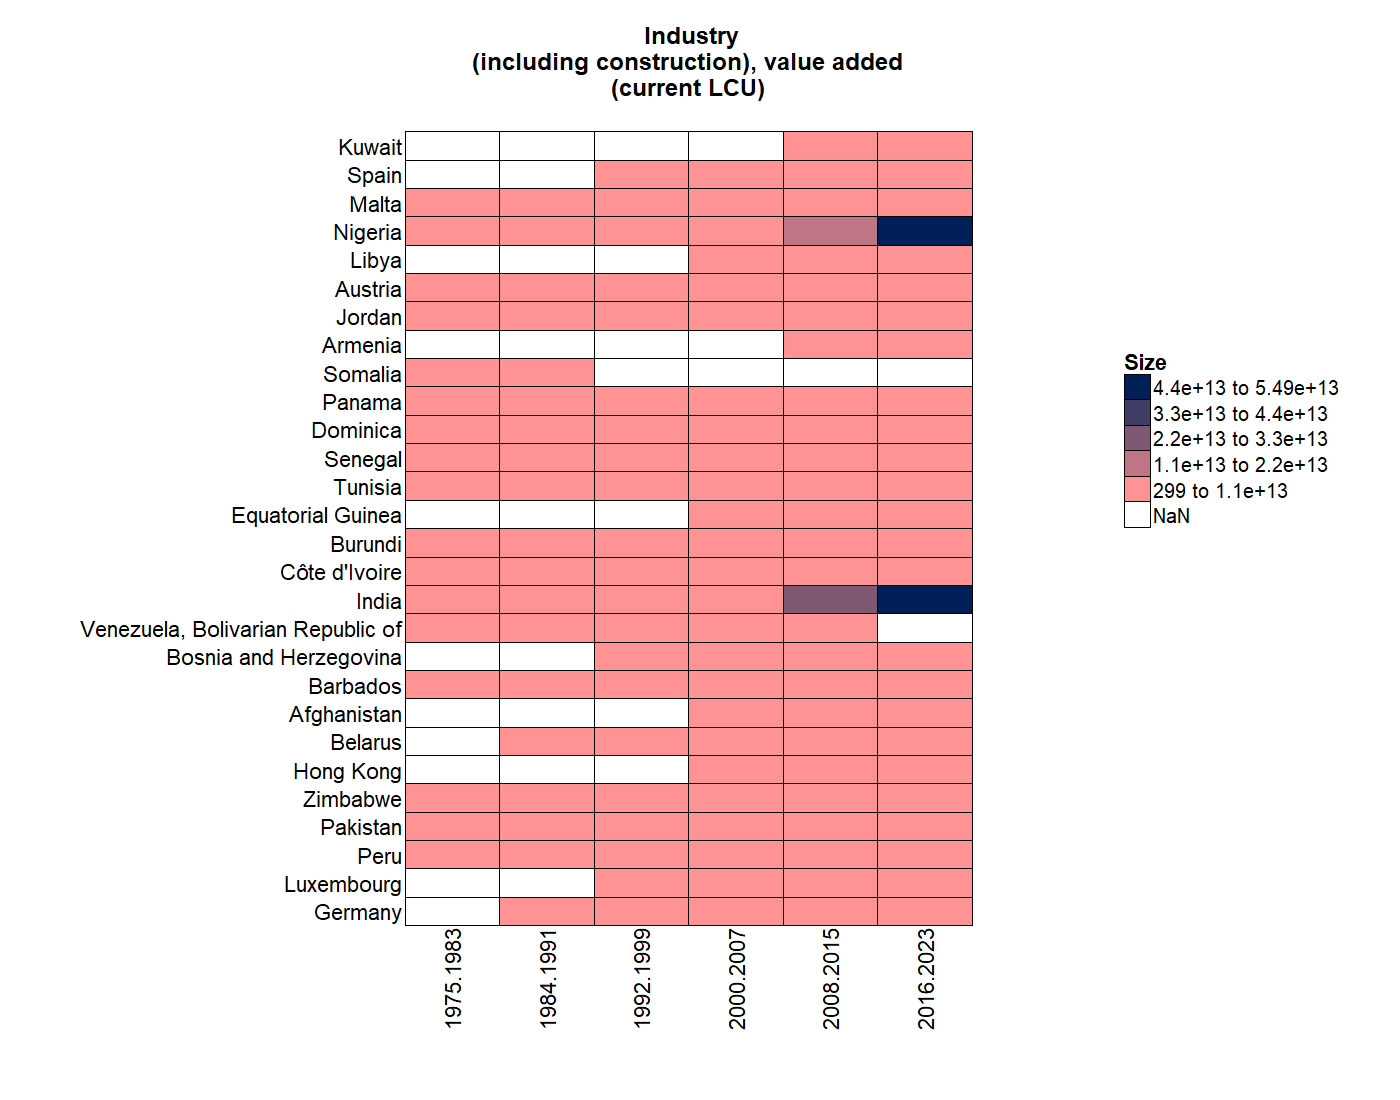 Industry
(including construction), value added
(current LCU)
Kuwait
Spain
Malta
Nigeria
Libya
Austria
Jordan
Armenia
Somalia
Panama
Dominica
Senegal
Tunisia
Equatorial Guinea
Burundi
Côte d'Ivoire
India
Venezuela, Bolivarian Republic of
Bosnia and Herzegovina
Barbados
Afghanistan
Belarus
Hong Kong
Zimbabwe
Pakistan
Peru
Luxembourg
Germany
1975.1983
1984.1991
1992.1999
2000.2007
2008.2015
2016.2023
Size
4.4e+13 to 5.49e+13
3.3e+13 to 4.4e+13
2.2e+13 to 3.3e+13
1.1e+13 to 2.2e+13
299 to 1.1e+13
NaN